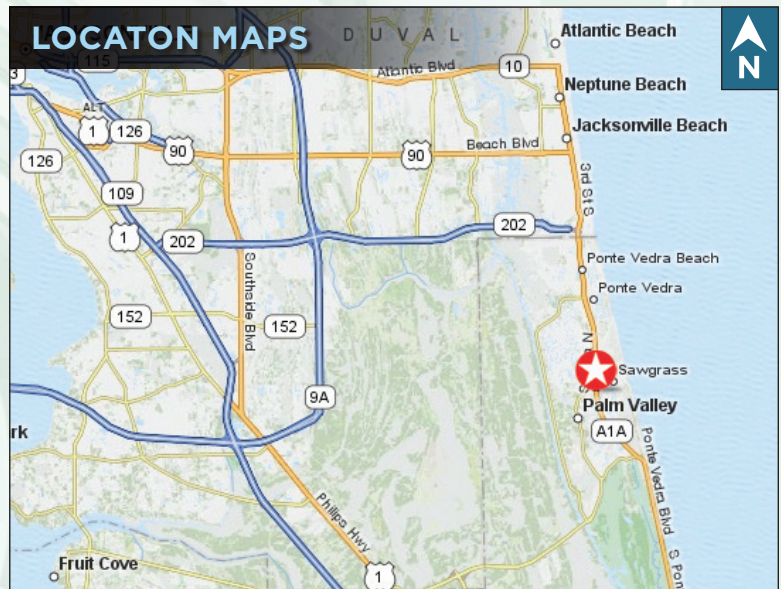 LOCATON MAPS
DUVAL
Atlantic Beach
N
115
Atlantic Blvd
10
3
Neptune Beach
ALT
1
126
90
Beach Blvd
90
Jacksonville Beach
126
109
3rd St S
1
202
202
Southside Blvd
Ponte Vedra Beach
Ponte Vedra
152
152
N
Sawgrass
9A
Palm Valley
A1A
rk
Ponte Vedra Blvd
S Pon
Philips Hwy
Fruit Cove
1